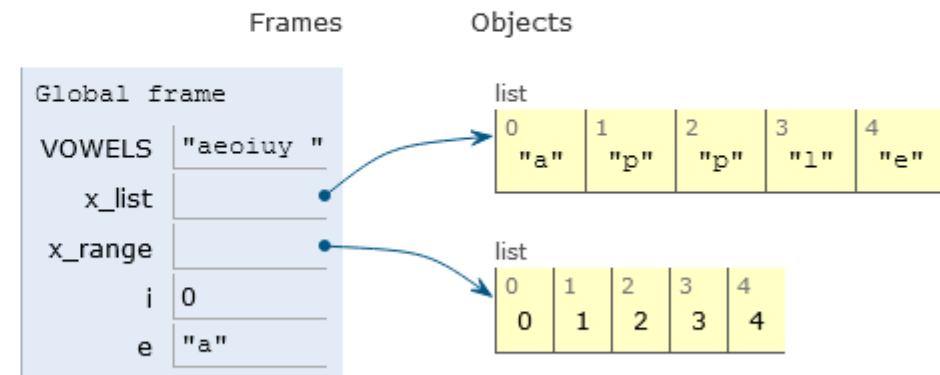 Frames Objects
Global frame
VOWELS "aeoiuy "
x_list
x_range
i 0
e "a"
list
0 1 2 3 4
"a" "p" "p" "l" "e"
list
0 1 2 3 4
0 1 2 3 4